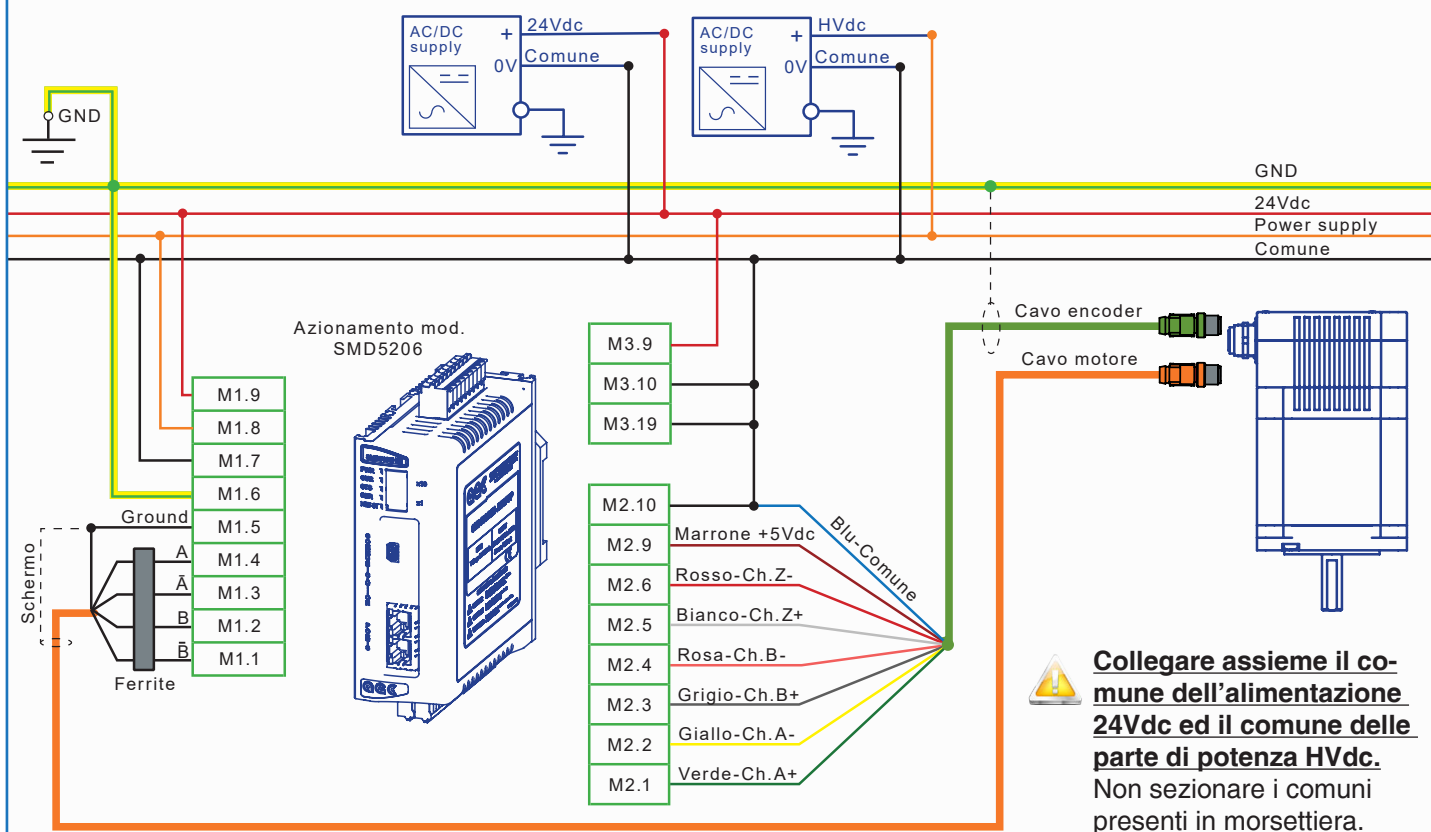 AC/DC
supply
+
24Vdc
0V
Comune
AC/DC
supply
+
HVdc
0V
Comune
GND
GND
24Vdc
Power supply
Comune
Azionamento mod.
SMD5206
M1.9
M1.8
M1.7
M1.6
Ground
M1.5
A
M1.4
Ā
M1.3
B
M1.2
B̄
M1.1
Schermo
Ferrite
M3.9
M3.10
M3.19
M2.10
Blu-Comune
M2.9
Marrone +5Vdc
M2.6
Rosso-Ch.Z-
M2.5
Bianco-Ch.Z+
M2.4
Rosa-Ch.B-
M2.3
Grigio-Ch.B+
M2.2
Giallo-Ch.A-
M2.1
Verde-Ch.A+
Cavo encoder
Cavo motore
Collegare assieme il co-
mune dell’alimentazione
24Vdc ed il comune delle
parte di potenza HVdc.
Non sezionare i comuni
presenti in morsettiera.